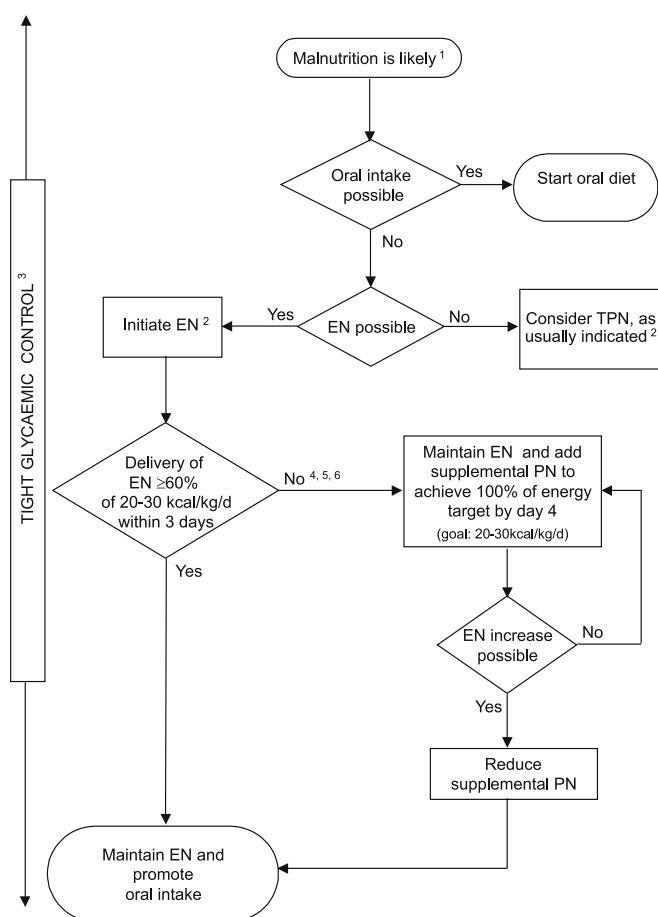 Malnutrition is likely 1
Oral intake
possible
Yes
Start oral diet
No
Initiate EN 2
Yes
EN possible
No
Consider TPN, as
usually indicated 2
TIGHT GLYCAEMIC CONTROL 3
Delivery of
EN ≥60%
of 20-30 kcal/kg/d
within 3 days
No 4, 5, 6
Maintain EN and add
supplemental PN to
achieve 100% of energy
target by day 4
(goal: 20-30kcal/kg/d)
Yes
EN increase
possible
No
Yes
Reduce
supplemental PN
Maintain EN and
promote
oral intake